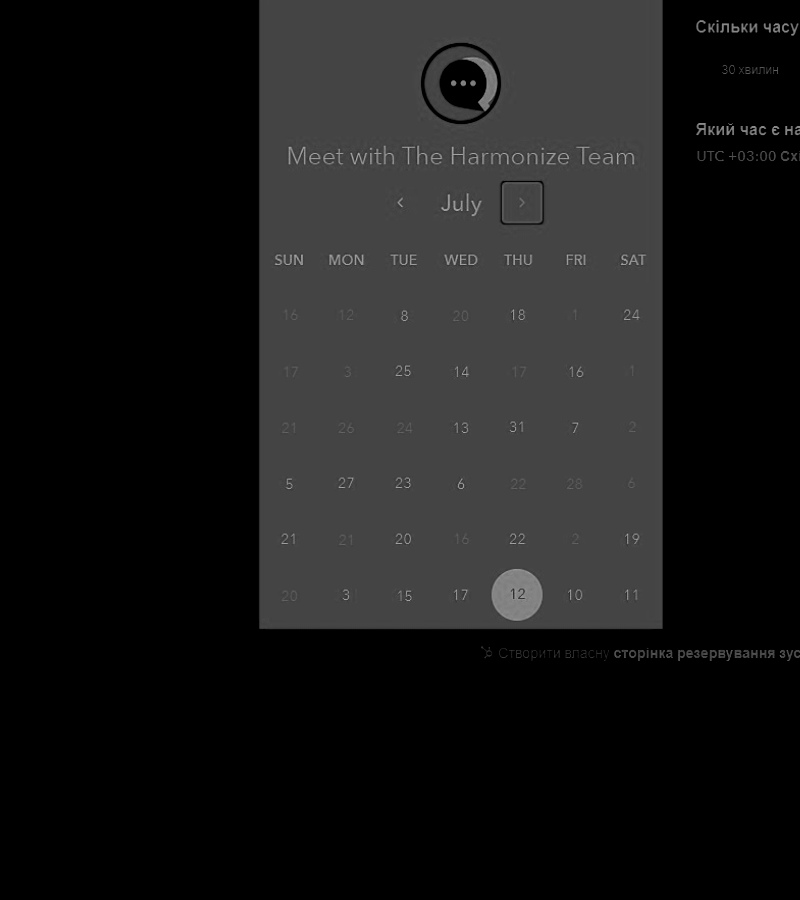 Скільки часу
30 хвилин
Який час є на
UTC +03:00 Схі
Meet with The Harmonize Team
July
SUN MON TUE WED THU FRI SAT
16 12 8 20 18 1 24
17 3 25 14 17 16 1
21 26 24 13 31 7 2
5 27 23 6 22 28 6
21 21 20 16 22 2 19
20 3 15 17 12 10 11
Створити власну сторінка резервування зус